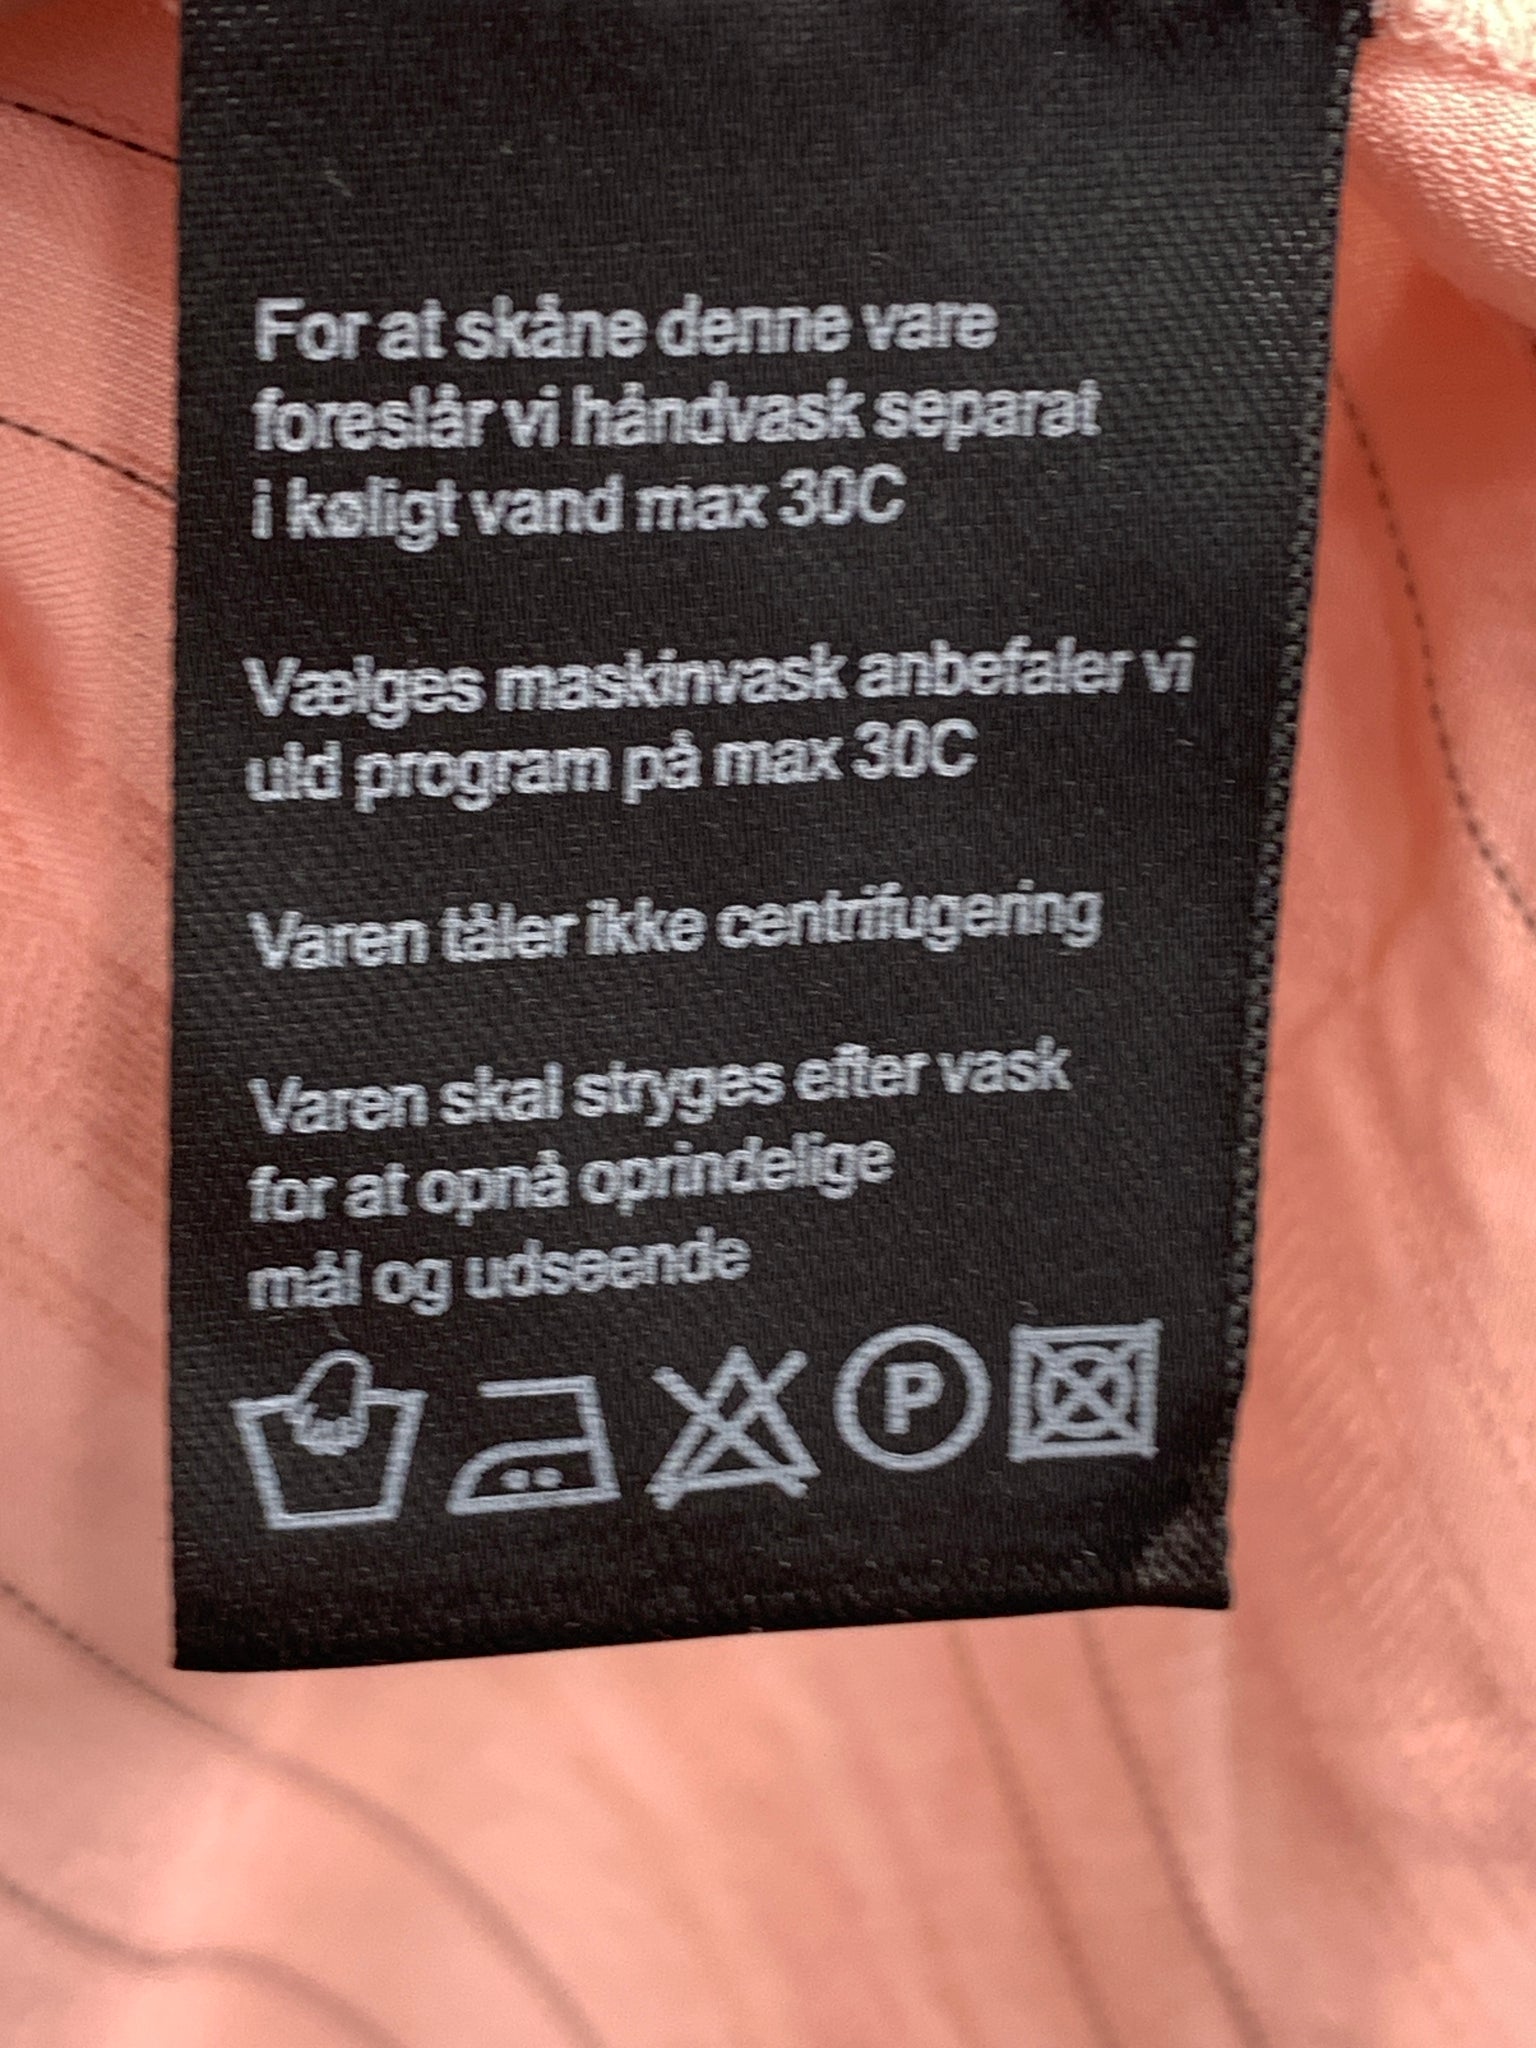 For at skåne denne vare
foreslår vi håndvask separat
i køligt vand max 30C
Vælges maskinvask anbefaler vi
uld program på max 30C
Varen tåler ikke centrifugering
Varen skal stryges efter vask
for at opnå oprindelige
mål og udseende
P